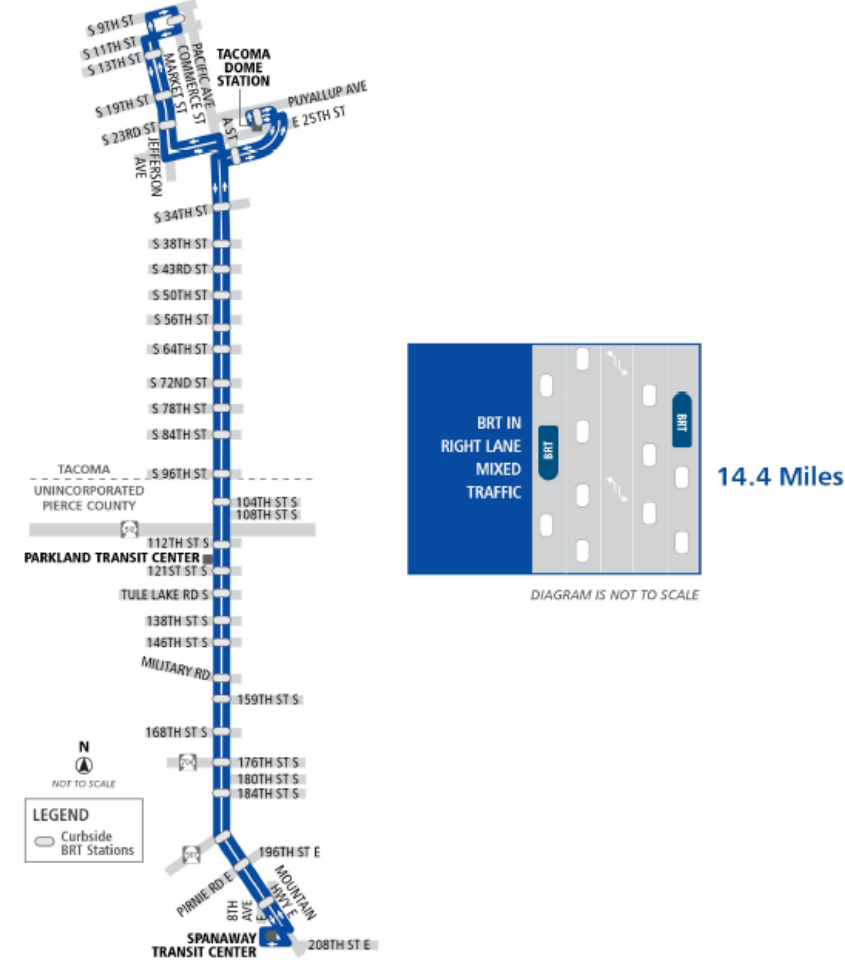 S 9TH ST
S 11TH ST
S 13TH ST
S 19TH ST
S 23RD ST
JEFFERSON
AVE
MARKET ST
COMMERCE ST
PACIFIC AVE
A ST
TACOMA
DOME
STATION
PUYALLUP AVE
E 25TH ST
S 34TH ST
S 38TH ST
S 43RD ST
S 50TH ST
S 56TH ST
S 64TH ST
S 72ND ST
S 78TH ST
S 84TH ST
S 96TH ST
TACOMA
UNINCORPORATED
PIERCE COUNTY
104TH ST S
108TH ST S
512
112TH ST S
PARKLAND TRANSIT CENTER
121ST ST S
TULE LAKE RD S
138TH ST S
146TH ST S
MILITARY RD
159TH ST S
168TH ST S
704
176TH ST S
180TH ST S
184TH ST S
N
NOT TO SCALE
LEGEND
Curbside
BRT Stations
507
196TH ST E
PIRNIE RD E
8TH
AVE
E
MOUNTAIN
HWY E
SPANAWAY
TRANSIT CENTER
208TH ST E
BRT IN
RIGHT LANE
MIXED
TRAFFIC
BRT
BRT
14.4 Miles
DIAGRAM IS NOT TO SCALE